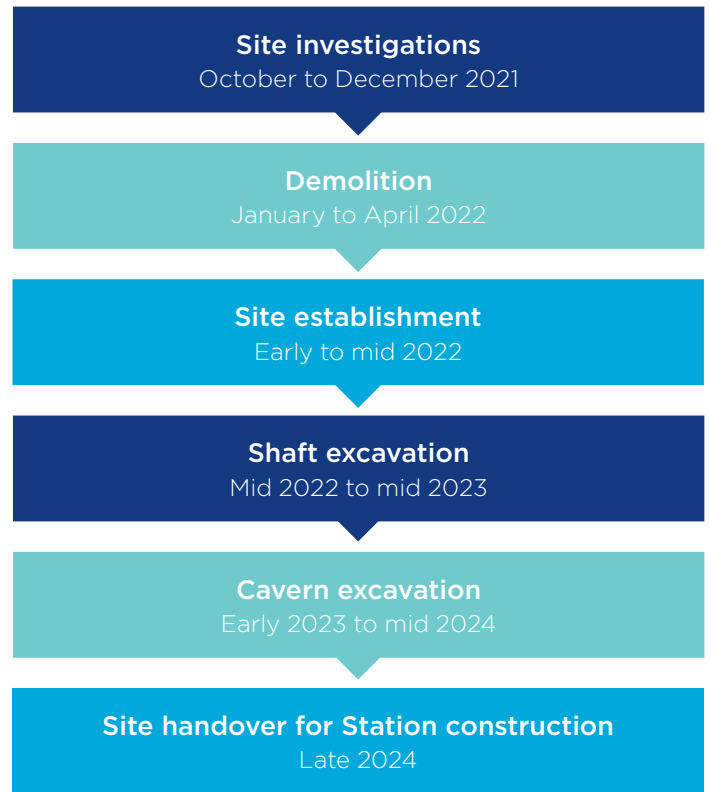 Site investigations
October to December 2021
Demolition
January to April 2022
Site establishment
Early to mid 2022
Shaft excavation
Mid 2022 to mid 2023
Cavern excavation
Early 2023 to mid 2024
Site handover for Station construction
Late 2024